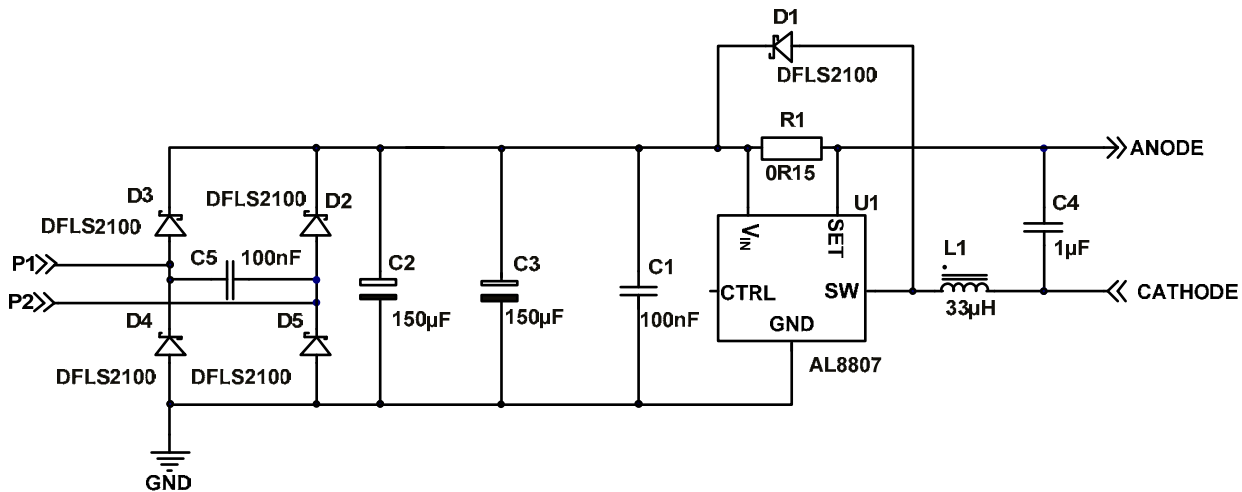 D1
DFLS2100
R1
0R15
ANODE
D3
DFLS2100
D2
DFLS2100
U1
VIN
SET
C4
1µF
P1
C5
100nF
C2
150µF
C3
150µF
C1
100nF
CTRL
SW
L1
33µH
P2
CATHODE
D4
D5
GND
DFLS2100
DFLS2100
AL8807
GND